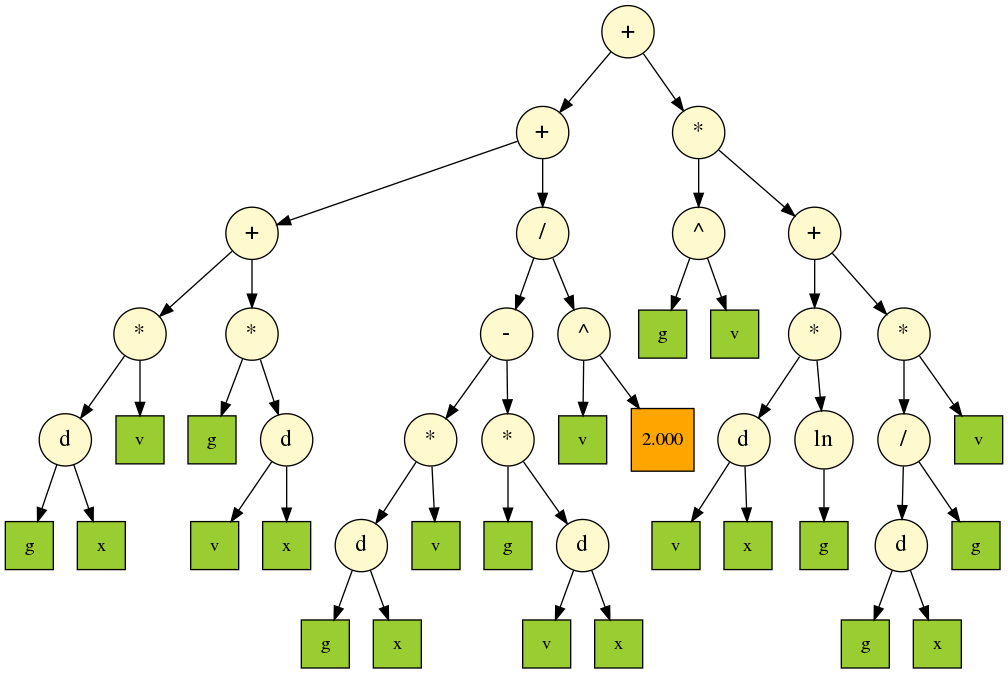 +
+ *
+ / ^ +
* * - ^ g v * *
d v g d * * v 2.000 d ln / v
g x v x d v g d v x g d g
g x v x g x